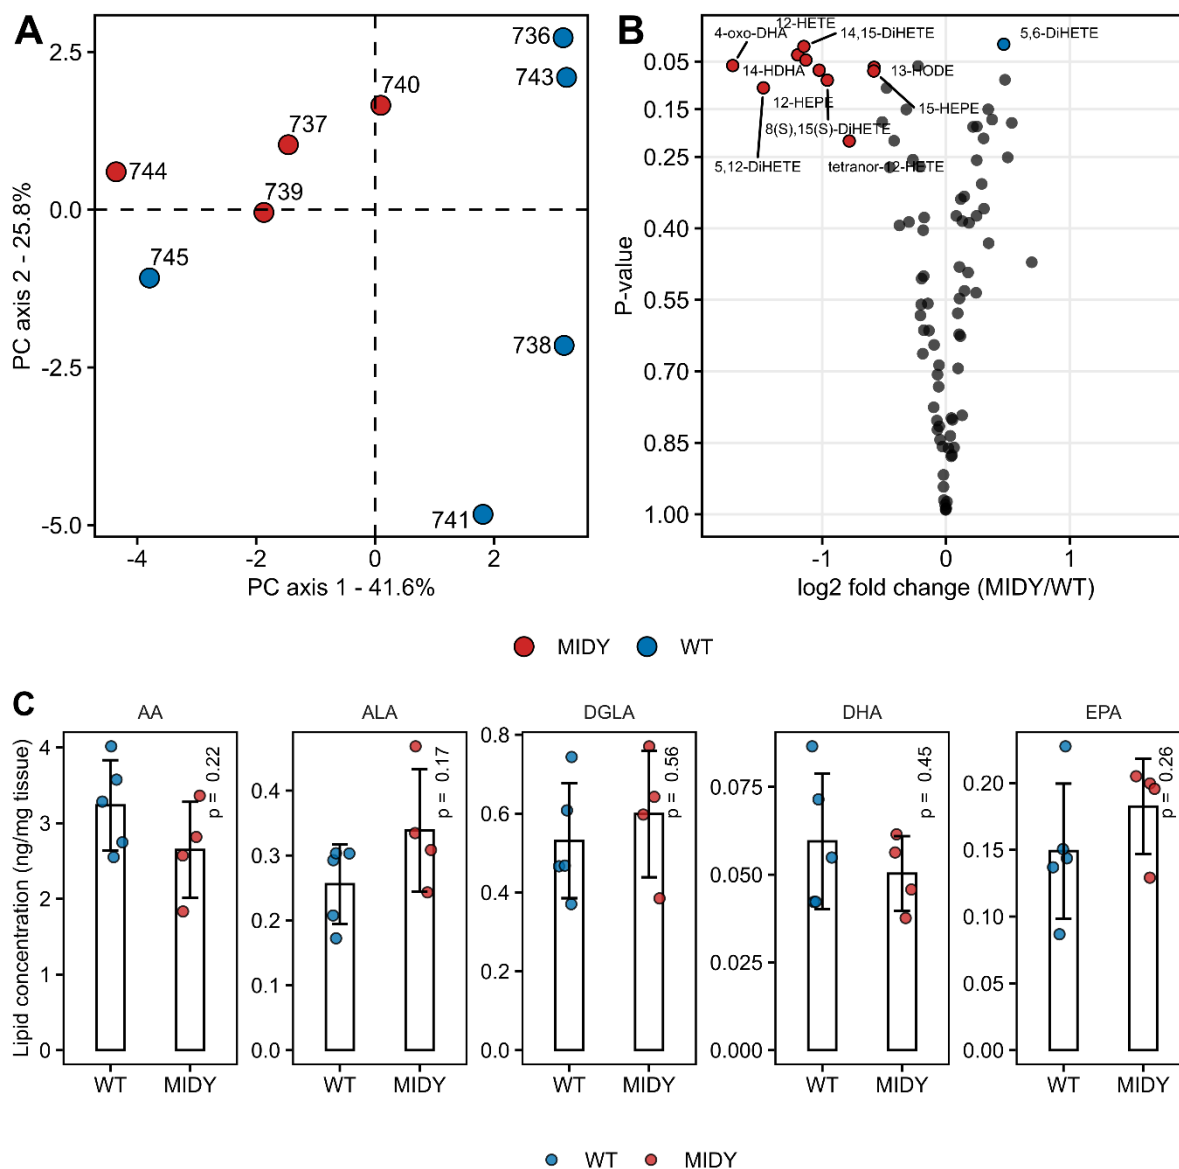 A
2.5
0.0
-2.5
-5.0
PC axis 2 - 25.8%
736
743
740
737
744
739
745
738
741
-4
-2
0
2
PC axis 1 - 41.6%
B
P-value
0.05
0.15
0.25
0.40
0.55
0.70
0.85
1.00
12-HETE
4-oxo-DHA
14,15-DiHETE
5,6-DiHETE
14-HDHA
13-HODE
12-HEPE
15-HEPE
8(S),15(S)-DiHETE
5,12-DiHETE
tetranor-12-HETE
-1
0
1
log2 fold change (MIDY/WT)
MIDY
WT
C
Lipid concentration (ng/mg tissue)
AA
4
3
2
1
0
p = 0.22
WT
MIDY
ALA
0.4
0.3
0.2
0.1
0.0
p = 0.17
WT
MIDY
DGLA
0.8
0.6
0.4
0.2
0.0
p = 0.56
WT
MIDY
DHA
0.075
0.050
0.025
0.000
p = 0.45
WT
MIDY
EPA
0.20
0.15
0.10
0.05
0.00
p = 0.26
WT
MIDY
WT
MIDY